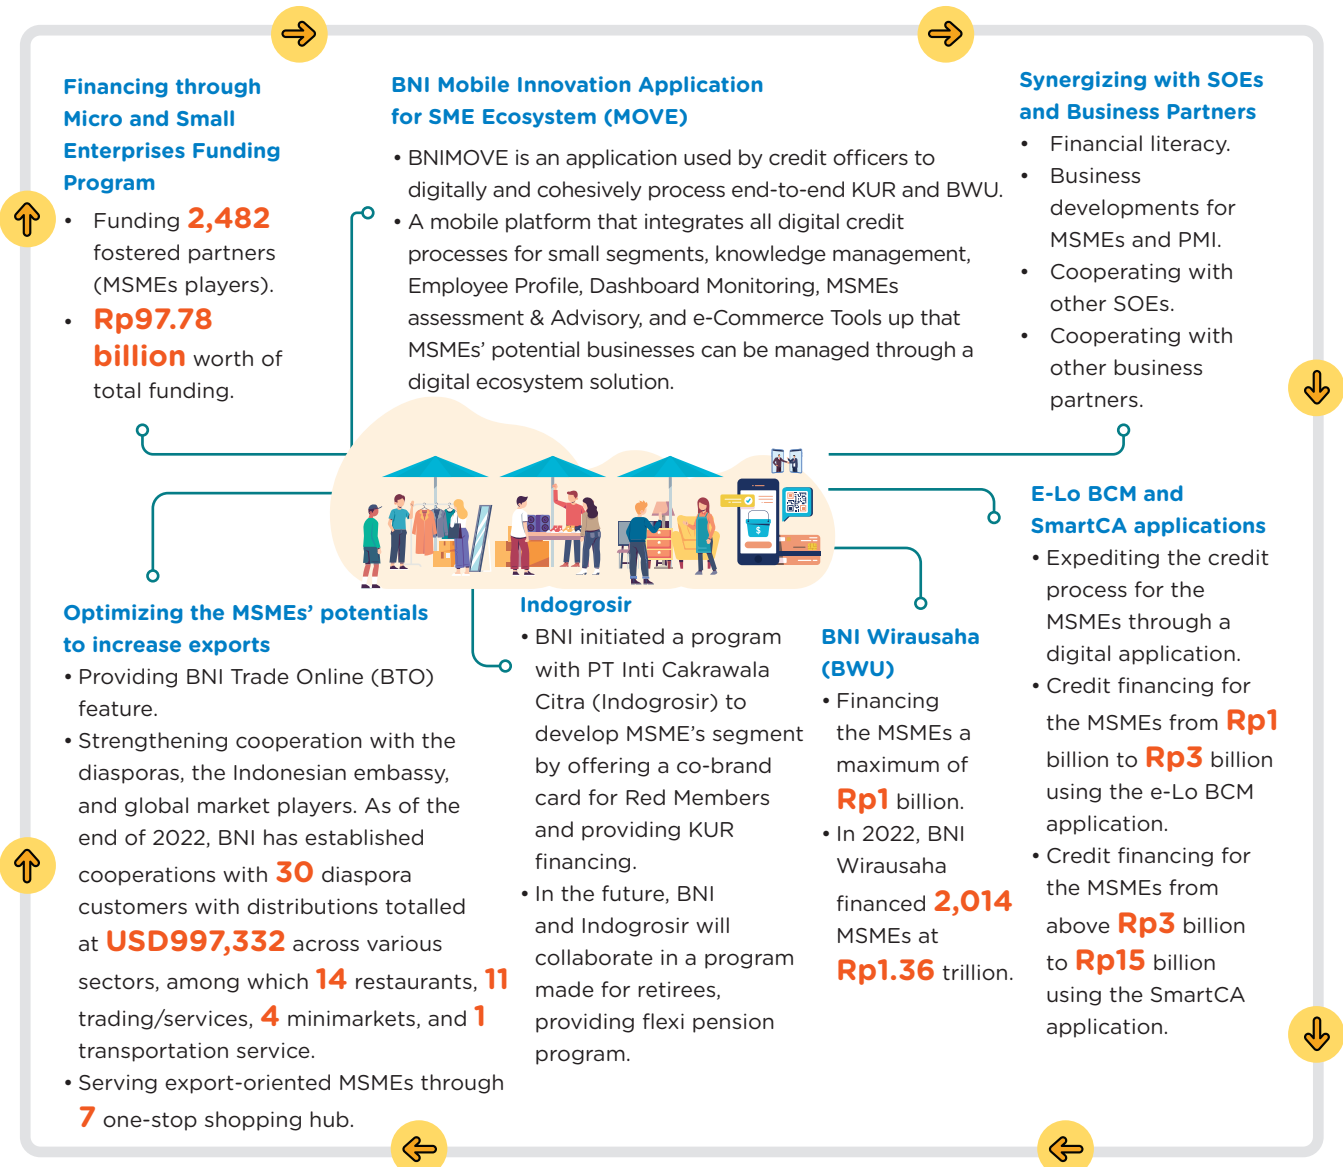 Financing through
Micro and Small
Enterprises Funding
Program
• Funding 2,482
fostered partners
(MSMEs players).
• Rp97.78
billion worth of
total funding.
BNI Mobile Innovation Application
for SME Ecosystem (MOVE)
• BNIMOVE is an application used by credit officers to
digitally and cohesively process end-to-end KUR and BWU.
• A mobile platform that integrates all digital credit
processes for small segments, knowledge management,
Employee Profile, Dashboard Monitoring, MSMEs
assessment & Advisory, and e-Commerce Tools up that
MSMEs' potential businesses can be managed through a
digital ecosystem solution.
Synergizing with SOEs
and Business Partners
• Financial literacy.
• Business
developments for
MSMEs and PMI.
• Cooperating with
other SOEs.
• Cooperating with
other business
partners.
Optimizing the MSMEs' potentials
to increase exports
• Providing BNI Trade Online (BTO)
feature.
• Strengthening cooperation with the
diasporas, the Indonesian embassy,
and global market players. As of the
end of 2022, BNI has established
cooperations with 30 diaspora
customers with distributions totalled
at USD997,332 across various
sectors, among which 14 restaurants, 11
trading/services, 4 minimarkets, and 1
transportation service.
• Serving export-oriented MSMEs through
7 one-stop shopping hub.
Indogrosir
• BNI initiated a program
with PT Inti Cakrawala
Citra (Indogrosir) to
develop MSME's segment
by offering a co-brand
card for Red Members
and providing KUR
financing.
• In the future, BNI
and Indogrosir will
collaborate in a program
made for retirees,
providing flexi pension
program.
BNI Wirausaha
(BWU)
• Financing
the MSMEs a
maximum of
Rp1 billion.
• In 2022, BNI
Wirausaha
financed 2,014
MSMEs at
Rp1.36 trillion.
E-Lo BCM and
SmartCA applications
• Expediting the credit
process for the
MSMEs through a
digital application.
• Credit financing for
the MSMEs from Rp1
billion to Rp3 billion
using the e-Lo BCM
application.
• Credit financing for
the MSMEs from
above Rp3 billion
to Rp15 billion
using the SmartCA
application.